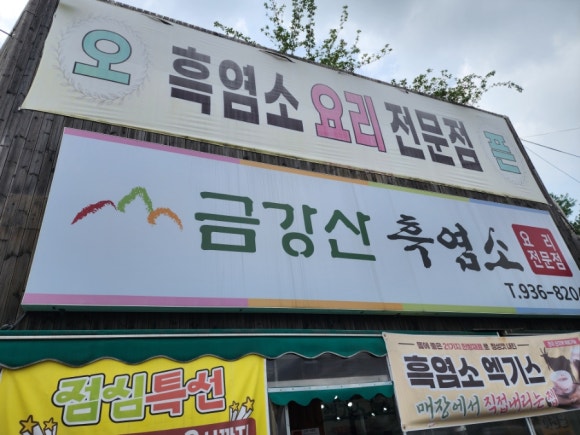 오 흑염소 요리 전문점 픈
금강산 흑염소 요리 전문점
T.936-820
점심특선
흑염소 엑기스
매장에서 직접내리는